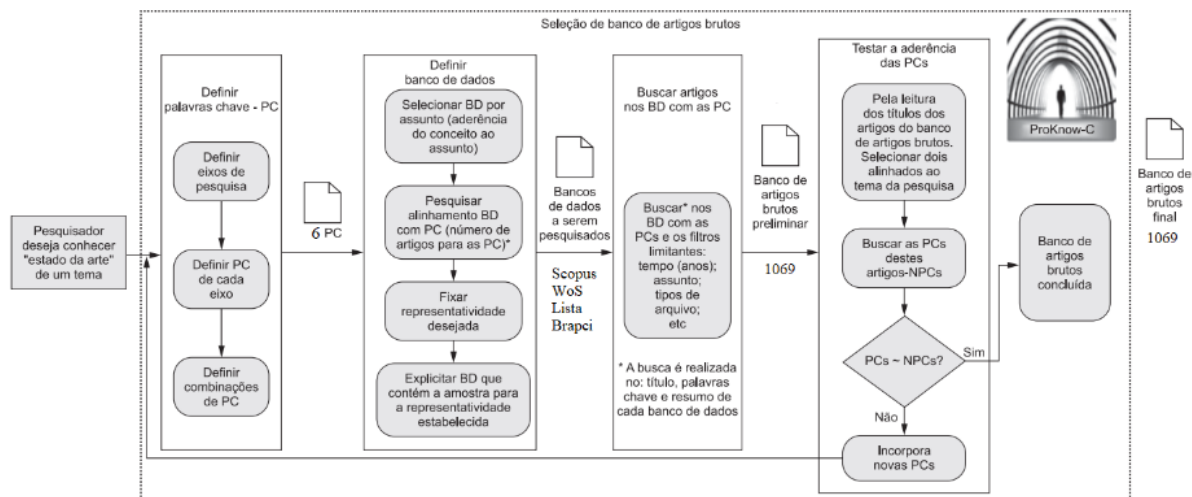 Seleção de banco de artigos brutos
Pesquisador
deseja conhecer
"estado da arte"
de um tema
Definir
palavras chave - PC
Definir
eixos de
pesquisa
Definir PC
de cada
eixo
Definir
combinações
de PC
6 PC
Definir
banco de dados
Selecionar BD por
assunto (aderência
do conceito ao
assunto)
Pesquisar
alinhamento BD
com PC (número de
artigos para as PC)*
Fixar
representatividade
desejada
Explicitar BD que
contém a amostra para
a representatividade
estabelecida
Bancos
de dados
a serem
pesquisados
Scopus
WoS
Lista
Brapci
Buscar artigos
nos BD com as PC
Buscar* nos
BD com as
PCs e os filtros
limitantes:
tempo (anos);
assunto;
tipos de
arquivo;
etc
* A busca é realizada
no: título, palavras
chave e resumo de
cada banco de dados
Banco de
artigos
brutos
preliminar
1069
Testar a aderência
das PCs
Pela leitura
dos títulos dos
artigos do banco
de artigos brutos.
Selecionar dois
alinhados ao
tema da pesquisa
Buscar as PCs
destes
artigos-NPCs
PCs ~ NPCs?
Sim
Não
Incorpora
novas PCs
ProKnow-C
Banco de
artigos
brutos
concluída
Banco de
artigos
brutos
final
1069